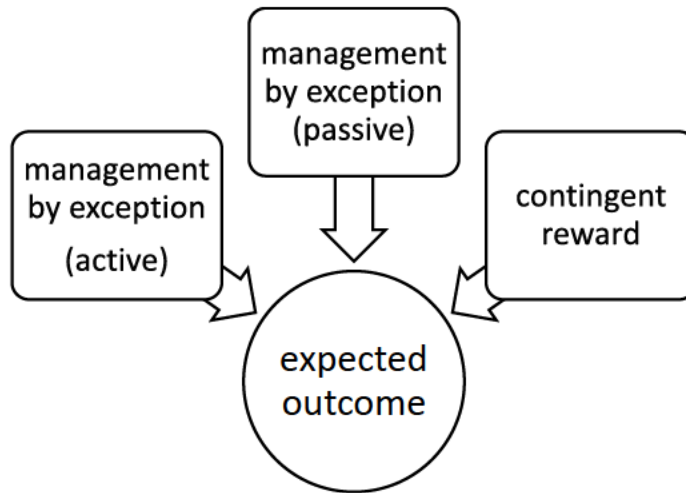 management
by exception
(active)
management
by exception
(passive)
contingent
reward
expected
outcome